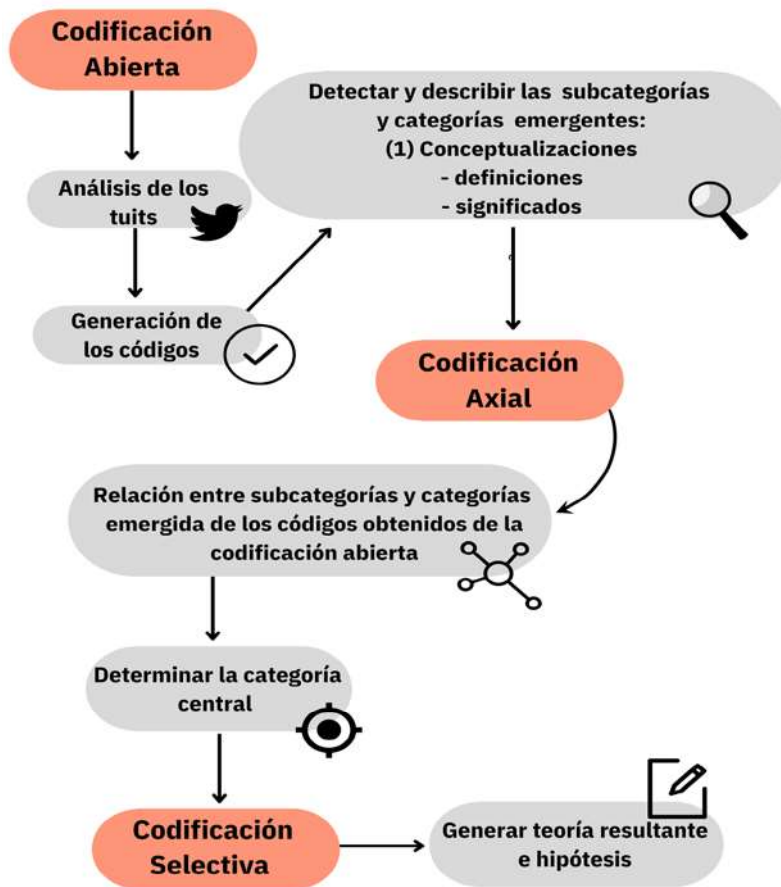 Codificación
Abierta
Análisis de los
tuits
Generación de
los códigos
Detectar y describir las subcategorías
y categorías emergentes:
(1) Conceptualizaciones
- definiciones
- significados
Codificación
Axial
Relación entre subcategorías y categorías
emergida de los códigos obtenidos de la
codificación abierta
Determinar la categoría
central
Codificación
Selectiva
Generar teoría resultante
e hipótesis